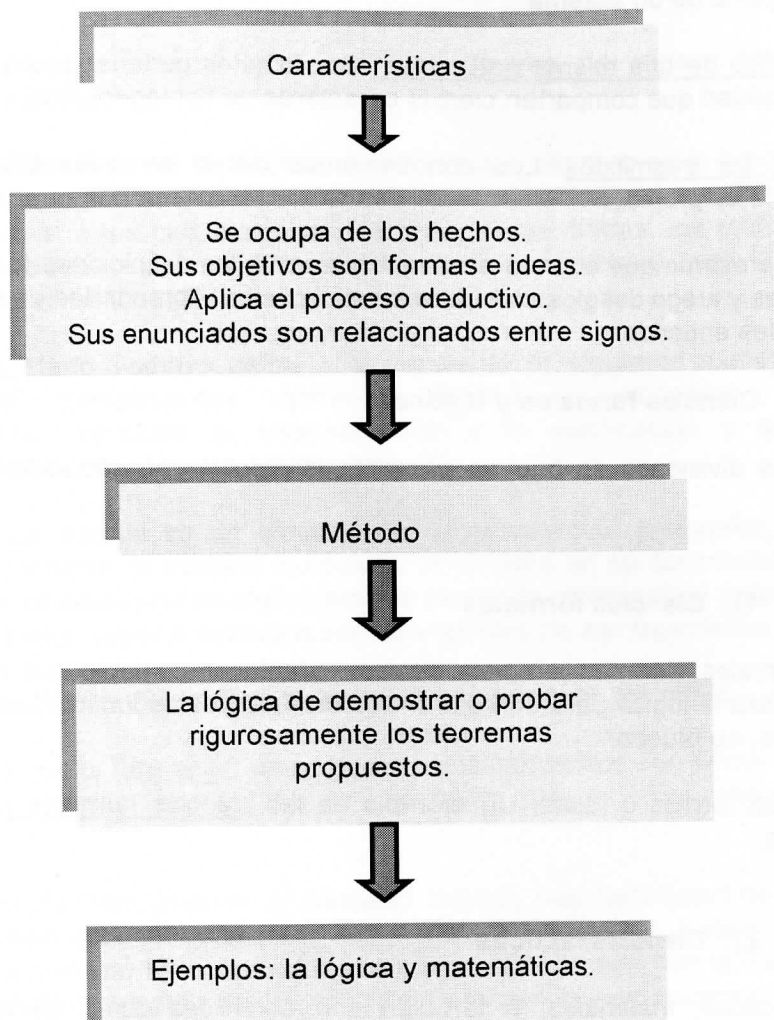 Características
Se ocupa de los hechos.
Sus objetivos son formas e ideas.
Aplica el proceso deductivo.
Sus enunciados son relacionados entre signos.
Método
La lógica de demostrar o probar
rigurosamente los teoremas
propuestos.
Ejemplos: la lógica y matemáticas.